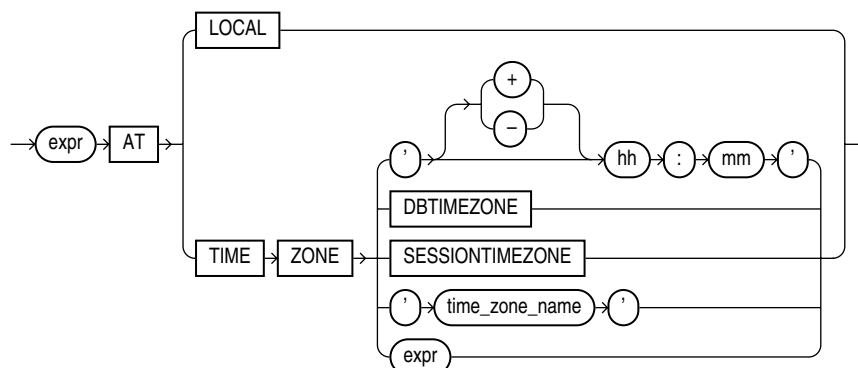 LOCAL
+
−
expr AT
’ hh : mm ’
DBTIMEZONE
TIME ZONE SESSIONTIMEZONE
’ time_zone_name ’
expr